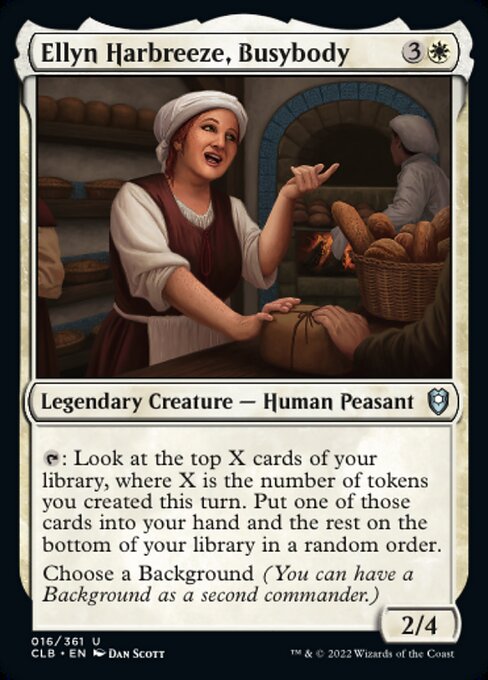 Ellyn Harbreeze, Busybody 3
Legendary Creature — Human Peasant
: Look at the top X cards of your
library, where X is the number of tokens
you created this turn. Put one of those
cards into your hand and the rest on the
bottom of your library in a random order.
Choose a Background (You can have a
Background as a second commander.)
2/4
016/361 U
CLB • EN Dan Scott
™ & © 2022 Wizards of the Coast